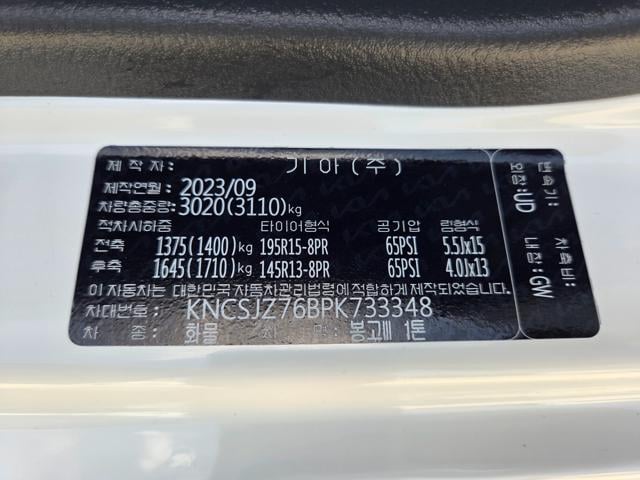 제 작 자 : 기 아 ( 주 )
제작연월 : 2023/09
차량총중량: 3020(3110) kg
적차시하중 타이어형식 공기압 림형식
전축 1375(1400) kg 195R15-8PR 65PSI 5.5Jx15
후축 1645(1710) kg 145R13-8PR 65PSI 4.0Jx13
이 자동차는 대한민국 자동차관리법령에 적합하게 제작되었습니다.
차대번호 : KNCSJZ76BPK733348
차 종 : 화물 봉고Ⅲ 1톤
변속기:
외장: UD
저축비:
내장: GW